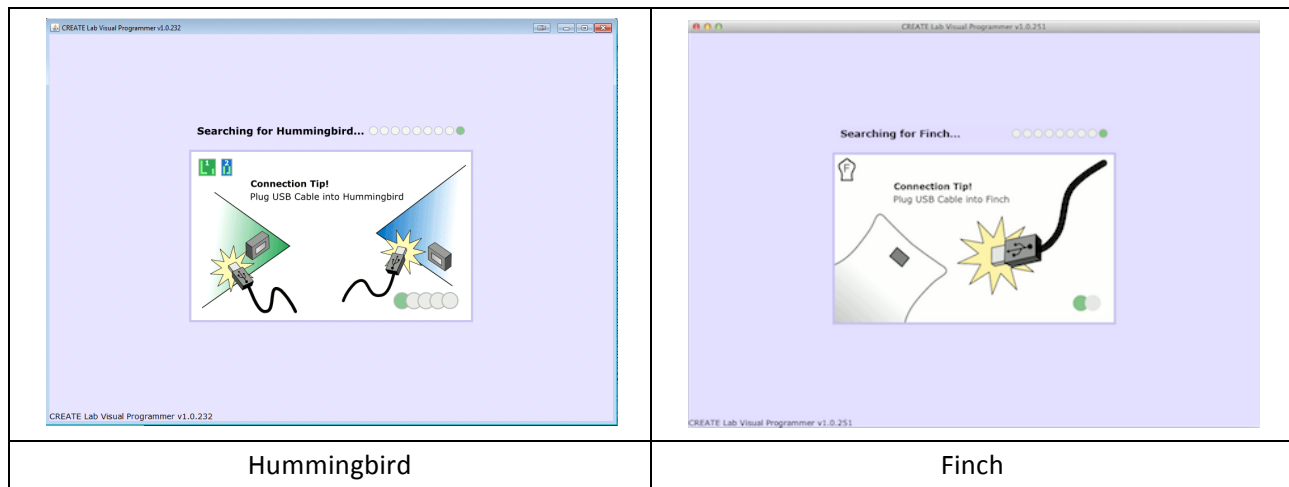 CREATE Lab Visual Programmer v1.0.232
Searching for Hummingbird...
1 2
Connection Tip!
Plug USB Cable into Hummingbird
CREATE Lab Visual Programmer v1.0.232
Hummingbird
CREATE Lab Visual Programmer v1.0.251
Searching for Finch...
F
Connection Tip!
Plug USB Cable into Finch
CREATE Lab Visual Programmer v1.0.251
Finch